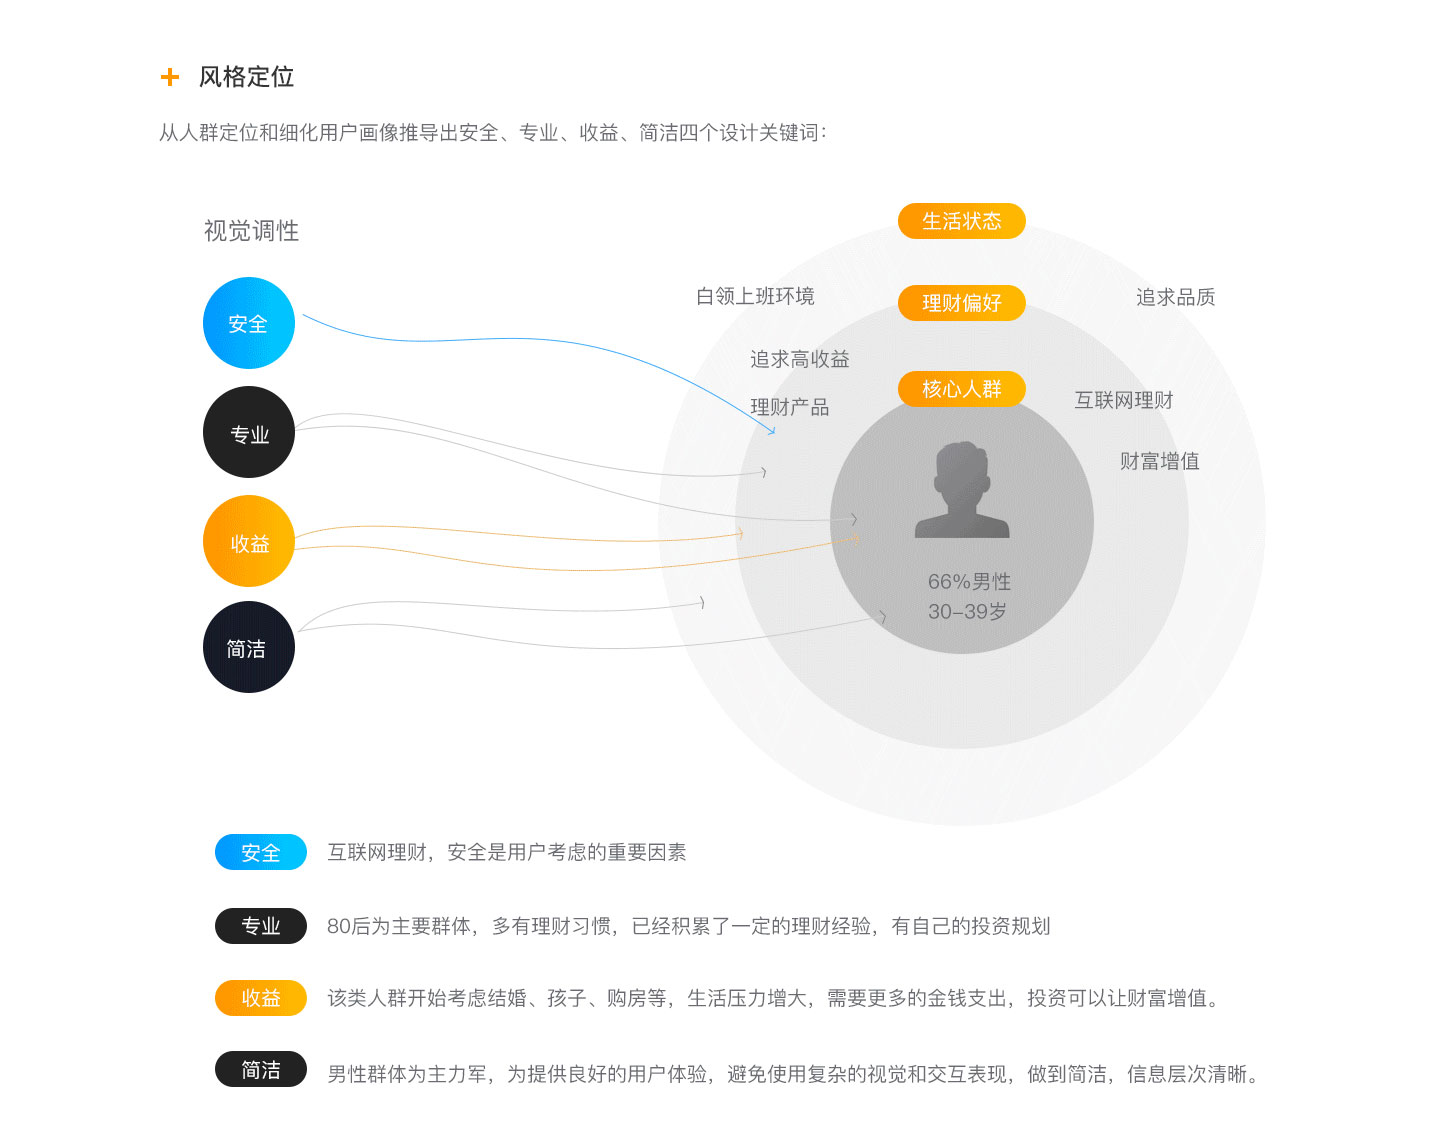 风格定位
从人群定位和细化用户画像推导出安全、专业、收益、简洁四个设计关键词：
视觉调性
安全
专业
收益
简洁
生活状态
白领上班环境
追求品质
理财偏好
追求高收益
理财产品
互联网理财
财富增值
核心人群
66%男性
30–39岁
安全
互联网理财，安全是用户考虑的重要因素
专业
80后为主要群体，多有理财习惯，已经积累了一定的理财经验，有自己的投资规划
收益
该类人群开始考虑结婚、孩子、购房等，生活压力增大，需要更多的金钱支出，投资可以让财富增值。
简洁
男性群体为主力军，为提供良好的用户体验，避免使用复杂的视觉和交互表现，做到简洁，信息层次清晰。